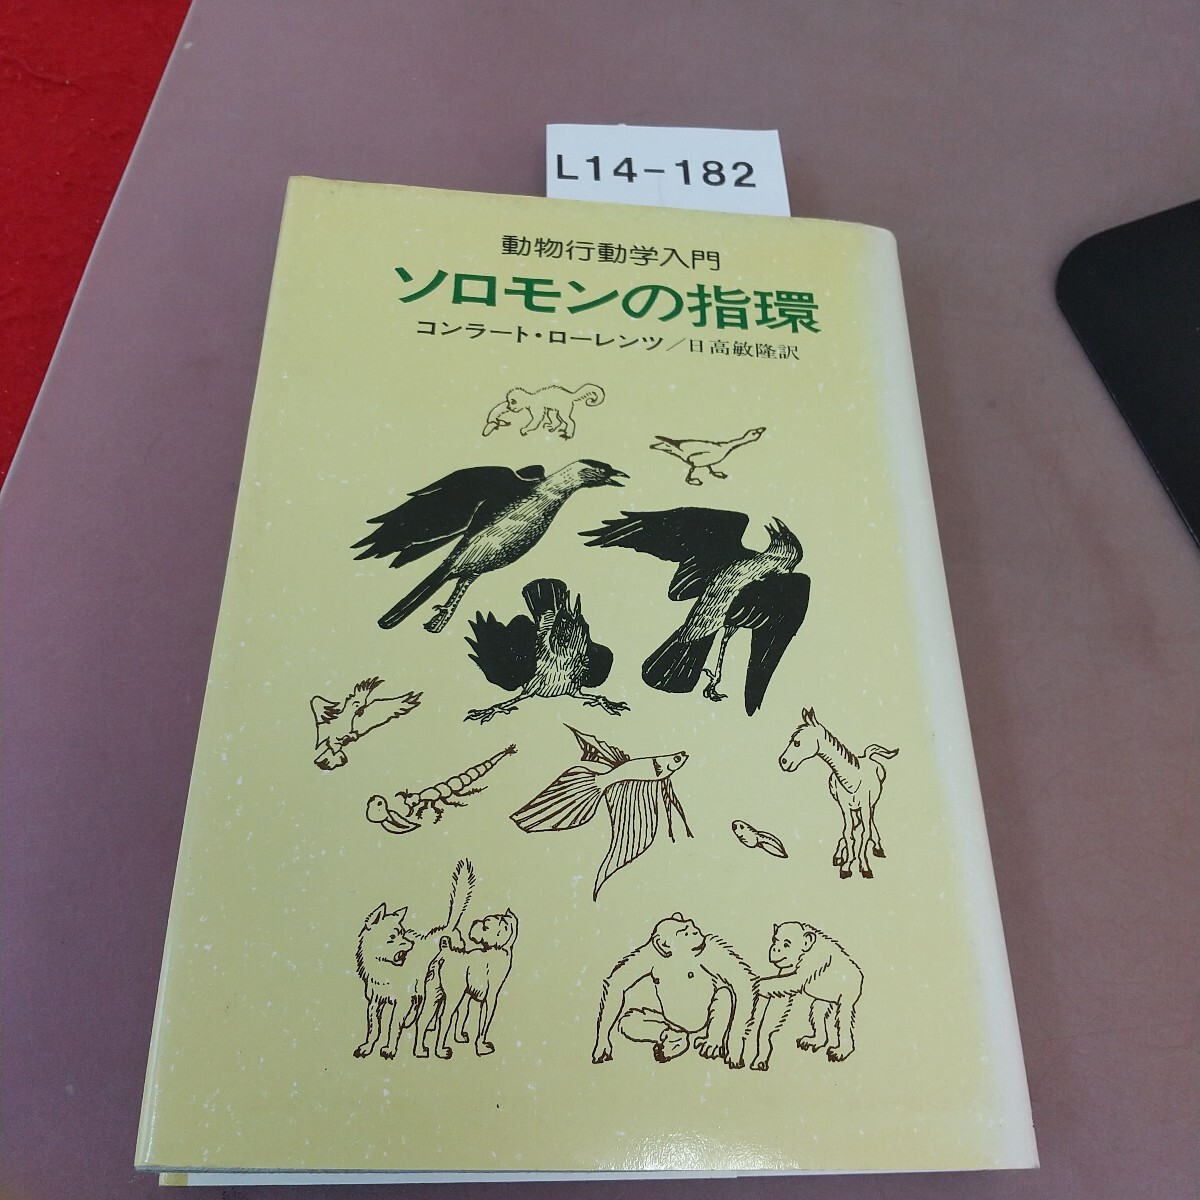 L14-182
動物行動学入門
ソロモンの指環
コンラート・ローレンツ/日高敏隆訳